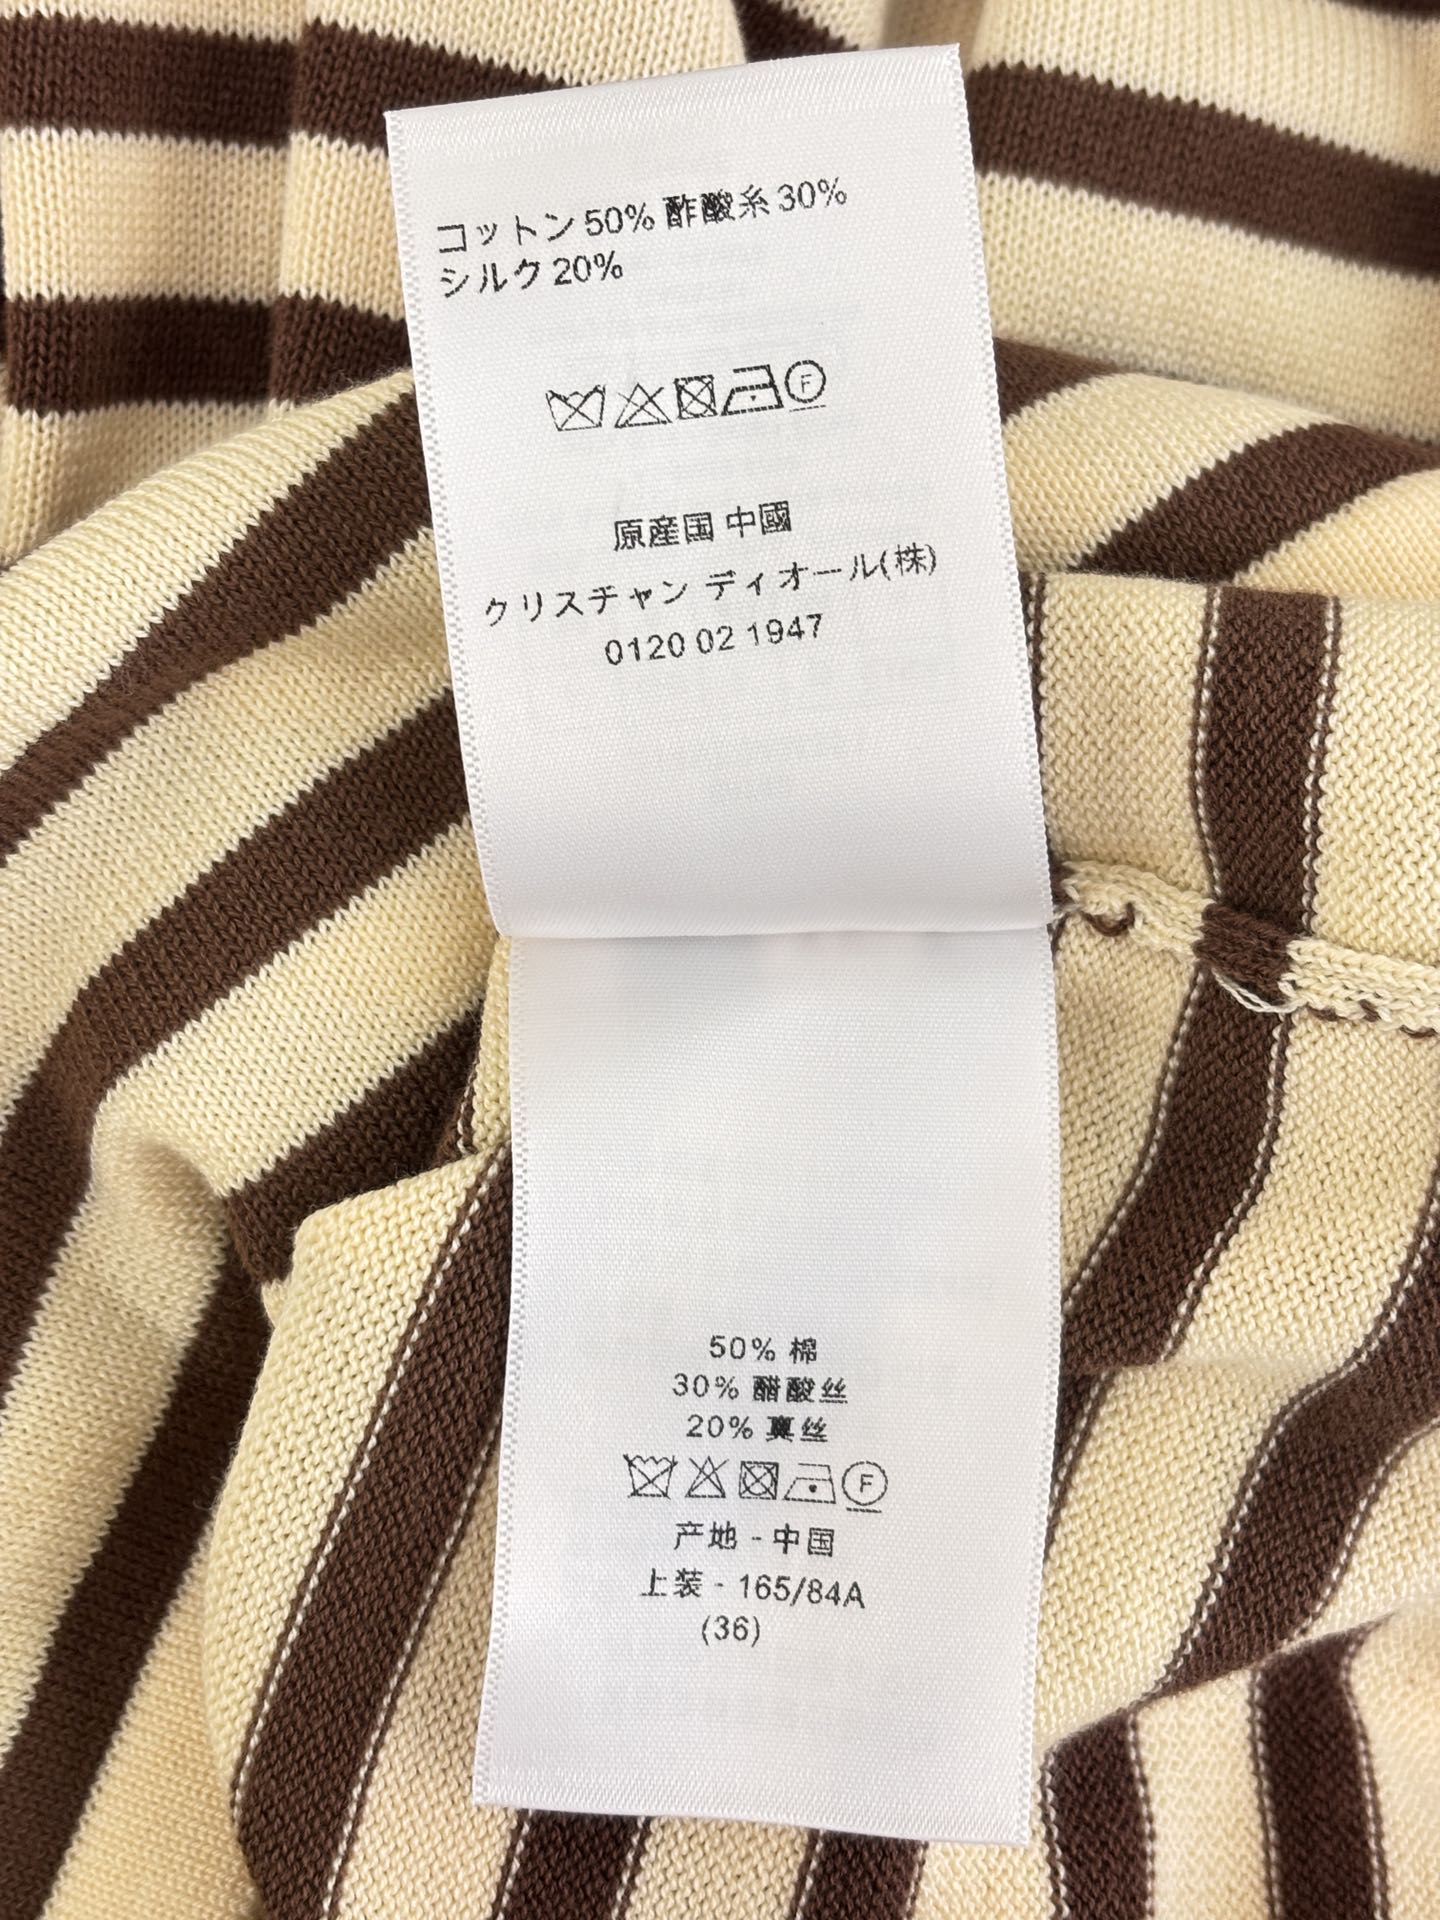 コットン 50% 酢酸糸 30%
シルク 20%
F
原産国 中國
クリスチャン ディオール(株)
0120 02 1947
50% 棉
30% 醋酸丝
20% 真丝
F
产地 - 中国
上装 - 165/84A
(36)